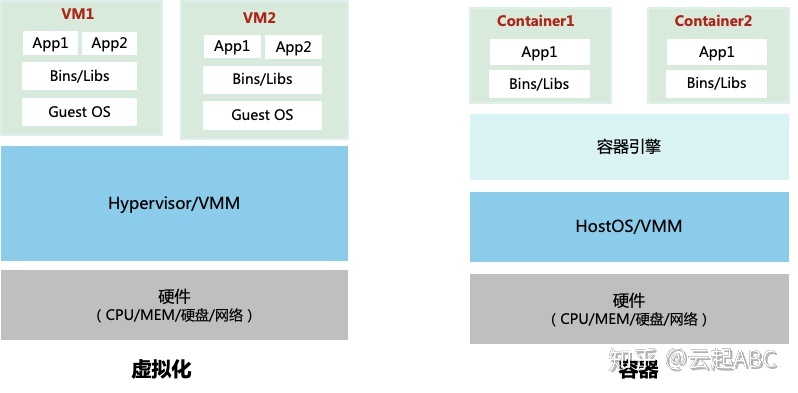 VM1
App1 App2
Bins/Libs
Guest OS
VM2
App1 App2
Bins/Libs
Guest OS
Hypervisor/VMM
硬件
（CPU/MEM/硬盘/网络）
虚拟化
Container1
App1
Bins/Libs
Container2
App1
Bins/Libs
容器引擎
HostOS/VMM
硬件
（CPU/MEM/硬盘/网络）
容器
知乎 @云起ABC